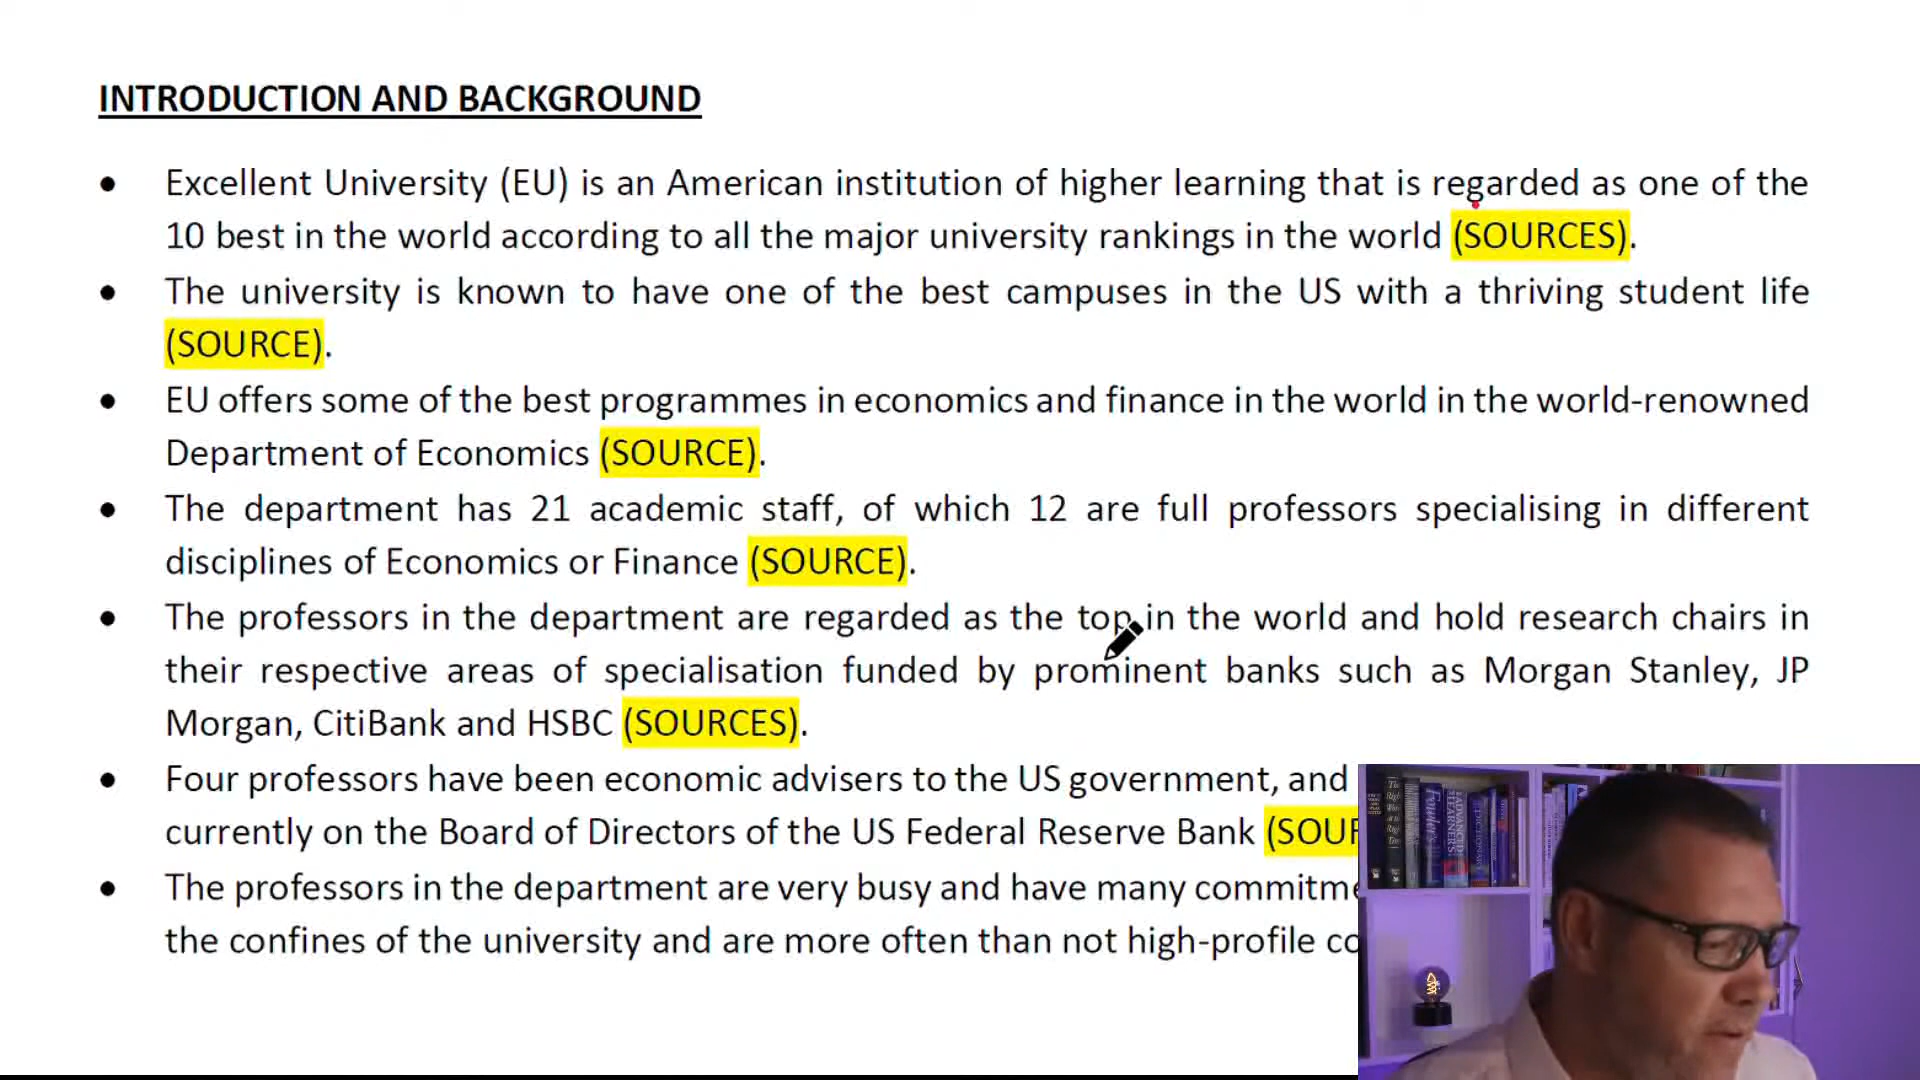 INTRODUCTION AND BACKGROUND
• Excellent University (EU) is an American institution of higher learning that is regarded as one of the
10 best in the world according to all the major university rankings in the world (SOURCES).
• The university is known to have one of the best campuses in the US with a thriving student life
(SOURCE).
• EU offers some of the best programmes in economics and finance in the world in the world-renowned
Department of Economics (SOURCE).
• The department has 21 academic staff, of which 12 are full professors specialising in different
disciplines of Economics or Finance (SOURCE).
• The professors in the department are regarded as the top in the world and hold research chairs in
their respective areas of specialisation funded by prominent banks such as Morgan Stanley, JP
Morgan, CitiBank and HSBC (SOURCES).
• Four professors have been economic advisers to the US government, and
currently on the Board of Directors of the US Federal Reserve Bank (SOUR
• The professors in the department are very busy and have many commitme
the confines of the university and are more often than not high-profile co